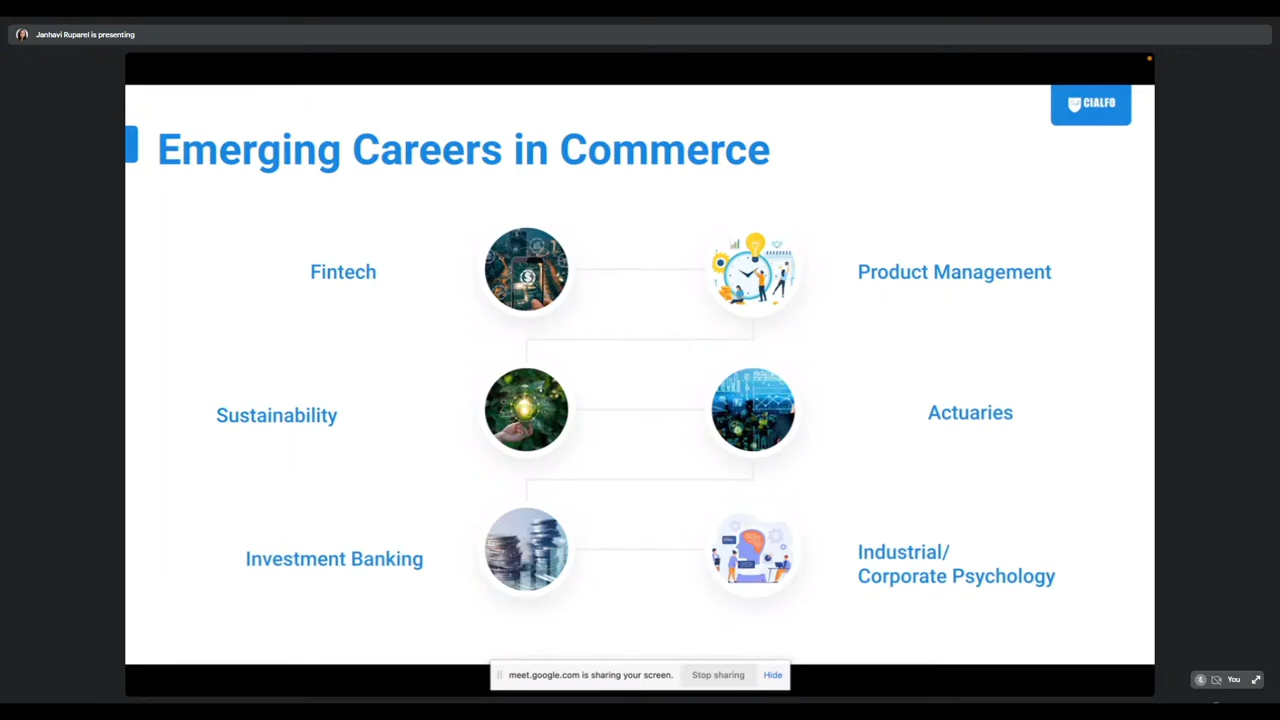 Janhavi Ruparel is presenting
CIALFO
Emerging Careers in Commerce
Fintech
Product Management
Sustainability
Actuaries
Investment Banking
Industrial/
Corporate Psychology
meet.google.com is sharing your screen.
Stop sharing
Hide
You